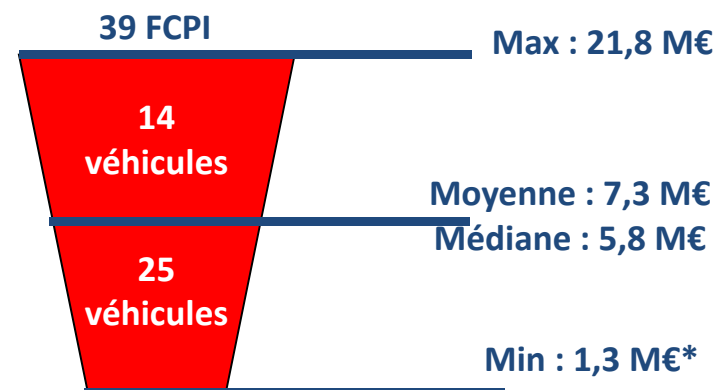 39 FCPI
Max : 21,8 M€
14
véhicules
Moyenne : 7,3 M€
Médiane : 5,8 M€
25
véhicules
Min : 1,3 M€*